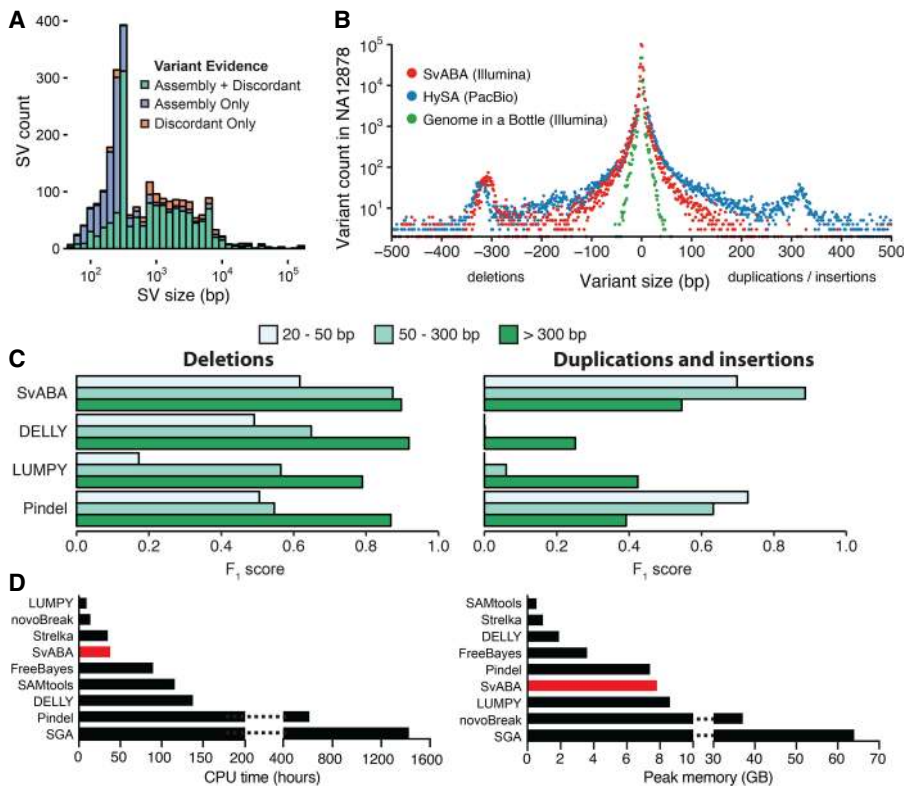 A
400
300
200
100
0
SV count
Variant Evidence
Assembly + Discordant
Assembly Only
Discordant Only
10² 10³ 10⁴ 10⁵
SV size (bp)
B
Variant count in NA12878
10⁵
10⁴
10³
10²
10¹
SvABA (Illumina)
HySA (PacBio)
Genome in a Bottle (Illumina)
−500 −400 −300 −200 −100 0 100 200 300 400 500
deletions Variant size (bp) duplications / insertions
20 - 50 bp 50 - 300 bp > 300 bp
C
Deletions
SvABA
DELLY
LUMPY
Pindel
0.0 0.2 0.4 0.6 0.8 1.0
F₁ score
Duplications and insertions
0.0 0.2 0.4 0.6 0.8 1.0
F₁ score
D
LUMPY
novoBreak
Strelka
SvABA
FreeBayes
SAMtools
DELLY
Pindel
SGA
0 50 100 150 200 400 800 1200 1600
CPU time (hours)
SAMtools
Strelka
DELLY
FreeBayes
Pindel
SvABA
LUMPY
novoBreak
SGA
0 2 4 6 8 10 30 40 50 60 70
Peak memory (GB)